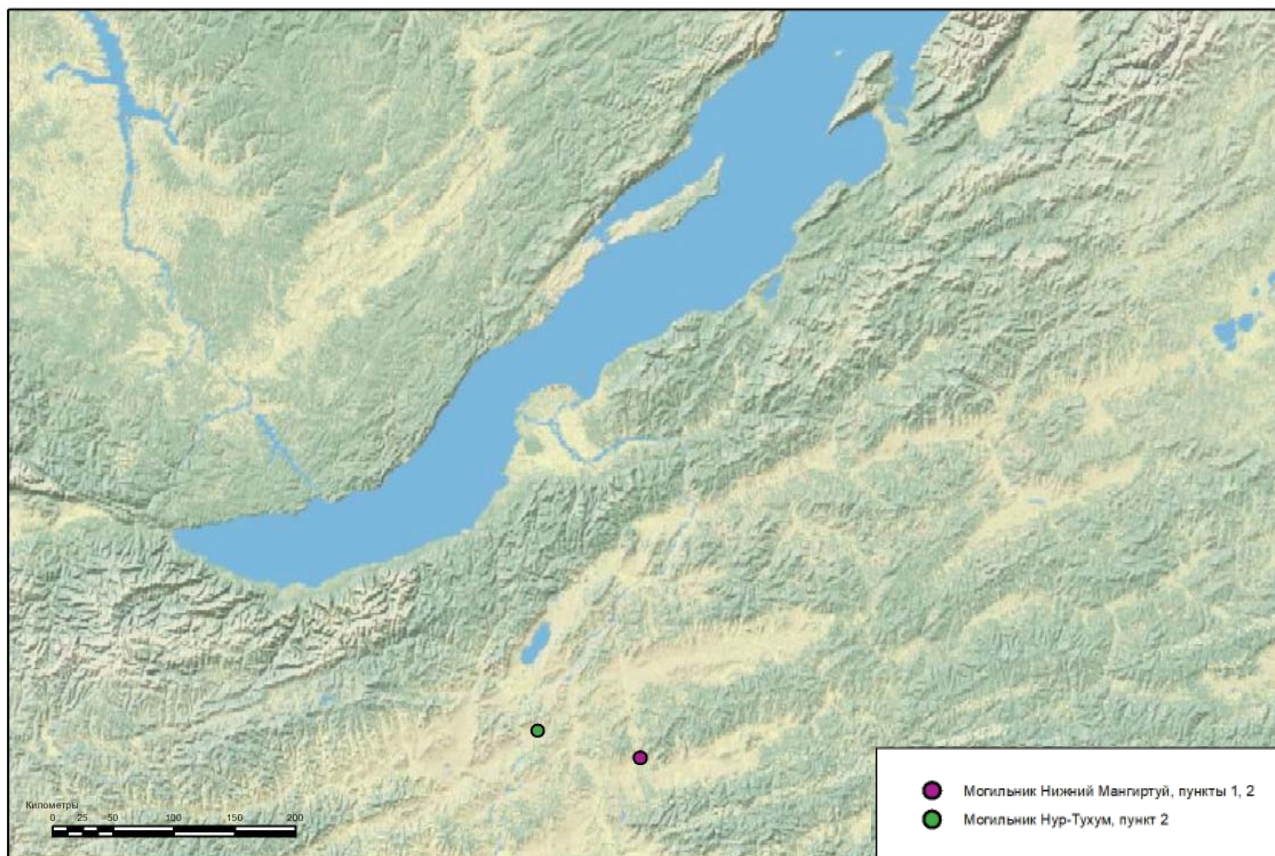 Километры
0 25 50 100 150 200
Могильник Нижний Мангиртуй, пункты 1, 2
Могильник Нур-Тухум, пункт 2